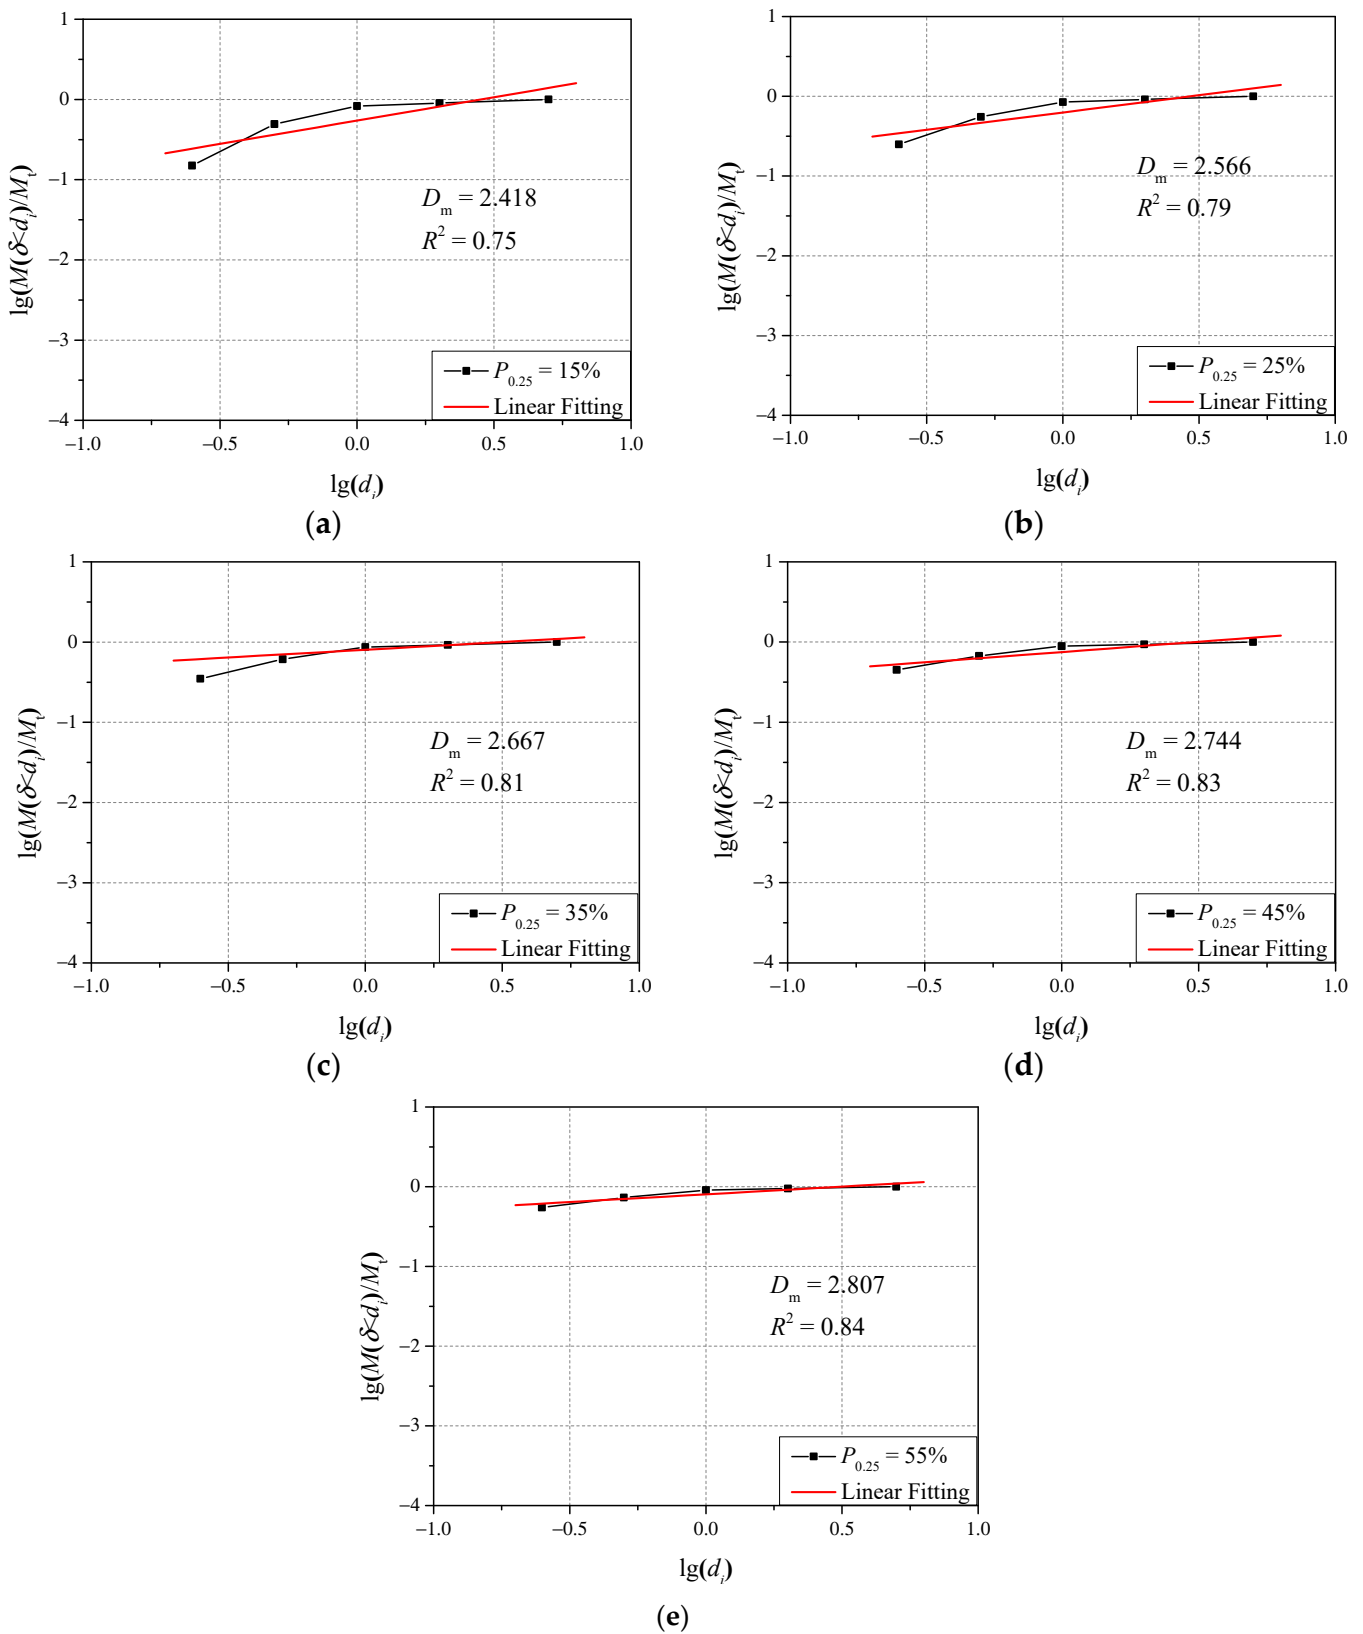 1
0
−1
−2
−3
−4
lg(M(δ<dᵢ)/Mₜ)
Dₘ = 2.418
R² = 0.75
P₀.₂₅ = 15%
Linear Fitting
−1.0 −0.5 0.0 0.5 1.0
lg(dᵢ)
(a)
1
0
−1
−2
−3
−4
lg(M(δ<dᵢ)/Mₜ)
Dₘ = 2.566
R² = 0.79
P₀.₂₅ = 25%
Linear Fitting
−1.0 −0.5 0.0 0.5 1.0
lg(dᵢ)
(b)
1
0
−1
−2
−3
−4
lg(M(δ<dᵢ)/Mₜ)
Dₘ = 2.667
R² = 0.81
P₀.₂₅ = 35%
Linear Fitting
−1.0 −0.5 0.0 0.5 1.0
lg(dᵢ)
(c)
1
0
−1
−2
−3
−4
lg(M(δ<dᵢ)/Mₜ)
Dₘ = 2.744
R² = 0.83
P₀.₂₅ = 45%
Linear Fitting
−1.0 −0.5 0.0 0.5 1.0
lg(dᵢ)
(d)
1
0
−1
−2
−3
−4
lg(M(δ<dᵢ)/Mₜ)
Dₘ = 2.807
R² = 0.84
P₀.₂₅ = 55%
Linear Fitting
−1.0 −0.5 0.0 0.5 1.0
lg(dᵢ)
(e)